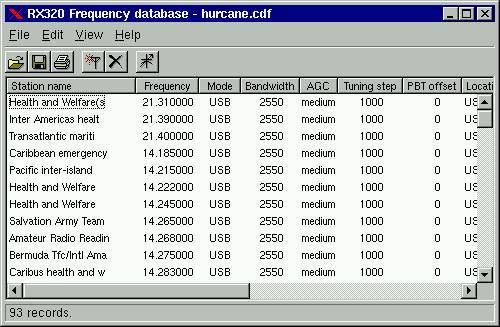 RX320 Frequency database - hurcane.cdf
File Edit View Help
Station name Frequency Mode Bandwidth AGC Tuning step PBT offset Locati
Health and Welfare(s 21.310000 USB 2550 medium 1000 0 US
Inter Americas healt 21.390000 USB 2550 medium 1000 0 US
Transatlantic mariti 21.400000 USB 2550 medium 1000 0 US
Caribbean emergency 14.185000 USB 2550 medium 1000 0 US
Pacific inter-island 14.215000 USB 2550 medium 1000 0 US
Health and Welfare 14.222000 USB 2550 medium 1000 0 US
Health and Welfare 14.245000 USB 2550 medium 1000 0 US
Salvation Army Team 14.265000 USB 2550 medium 1000 0 US
Amateur Radio Readin 14.268000 USB 2550 medium 1000 0 US
Bermuda Tfc/Intl Ama 14.275000 USB 2550 medium 1000 0 US
Caribus health and w 14.283000 USB 2550 medium 1000 0 US
93 records.